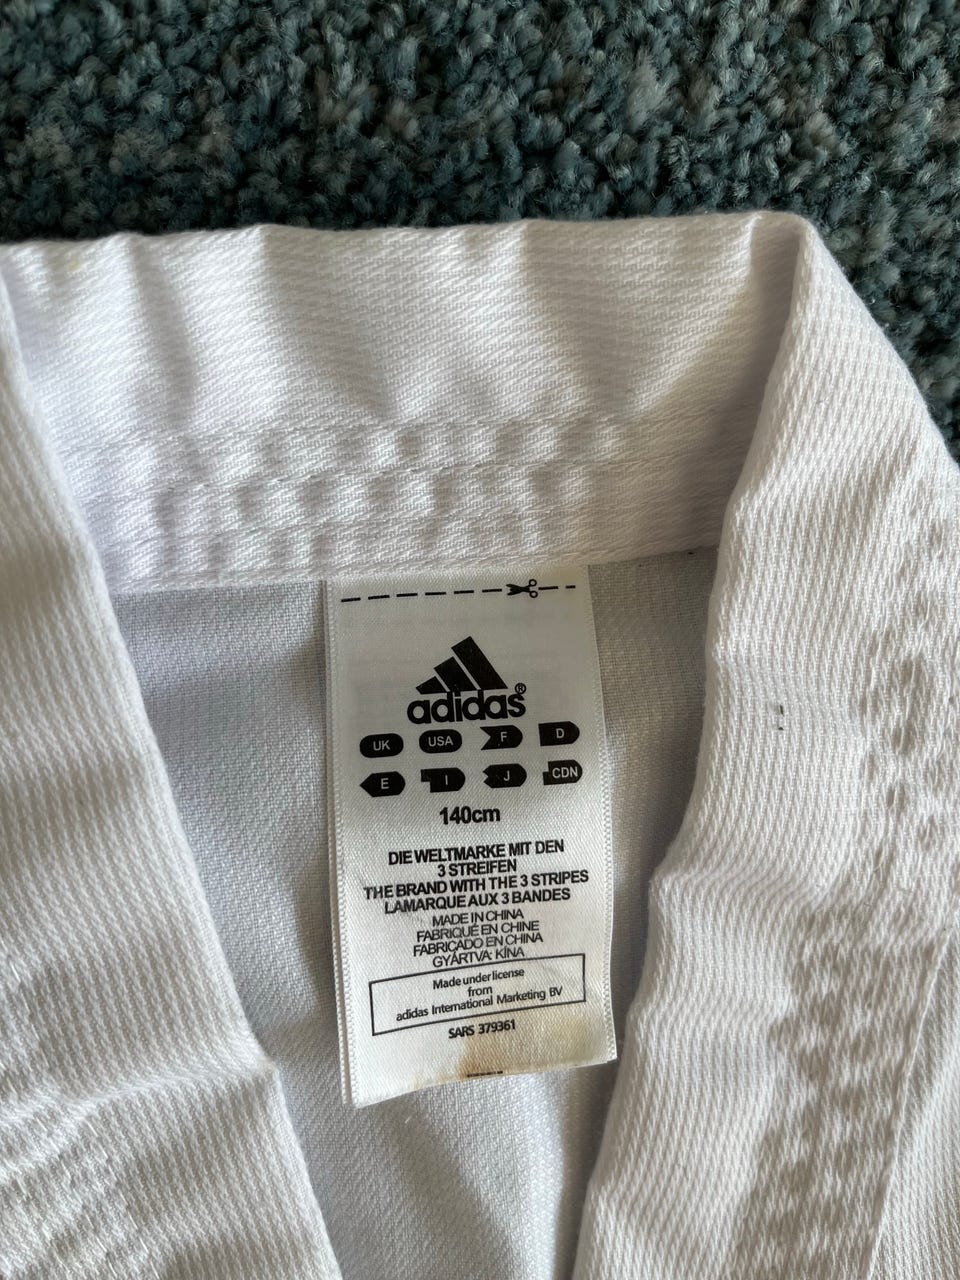 adidas®
UK USA F D
E I J CDN
140cm
DIE WELTMARKE MIT DEN
3 STREIFEN
THE BRAND WITH THE 3 STRIPES
LAMARQUE AUX 3 BANDES
MADE IN CHINA
FABRIQUÉ EN CHINE
FABRICADO EN CHINA
GYÁRTVA: KÍNA
Made under license
from
adidas International Marketing BV
SARS 379361